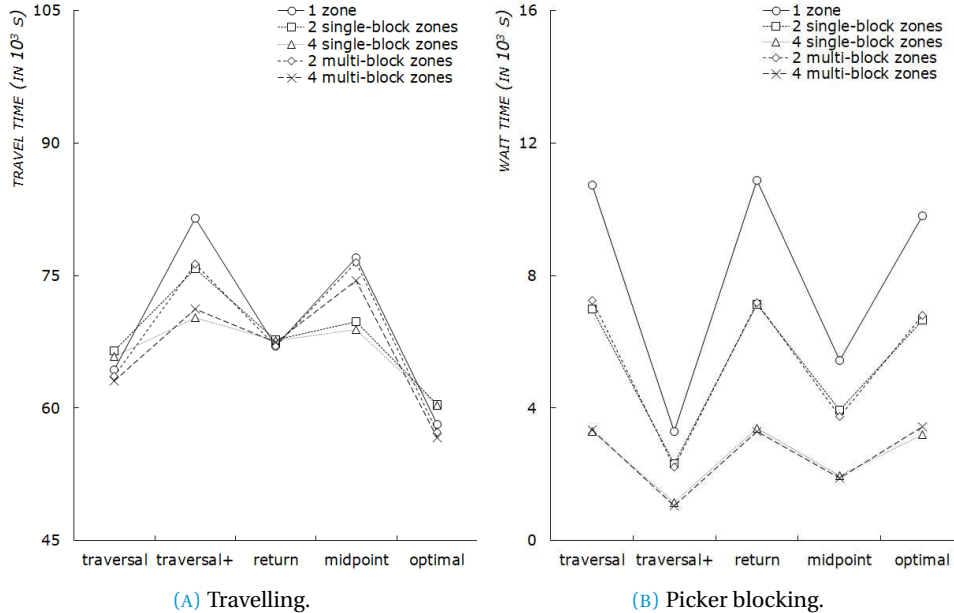 105
90
75
60
45
TRAVEL TIME (IN 10³ S)
1 zone
2 single-block zones
4 single-block zones
2 multi-block zones
4 multi-block zones
traversal traversal+ return midpoint optimal
(A) Travelling.
16
12
8
4
0
WAIT TIME (IN 10³ S)
1 zone
2 single-block zones
4 single-block zones
2 multi-block zones
4 multi-block zones
traversal traversal+ return midpoint optimal
(B) Picker blocking.